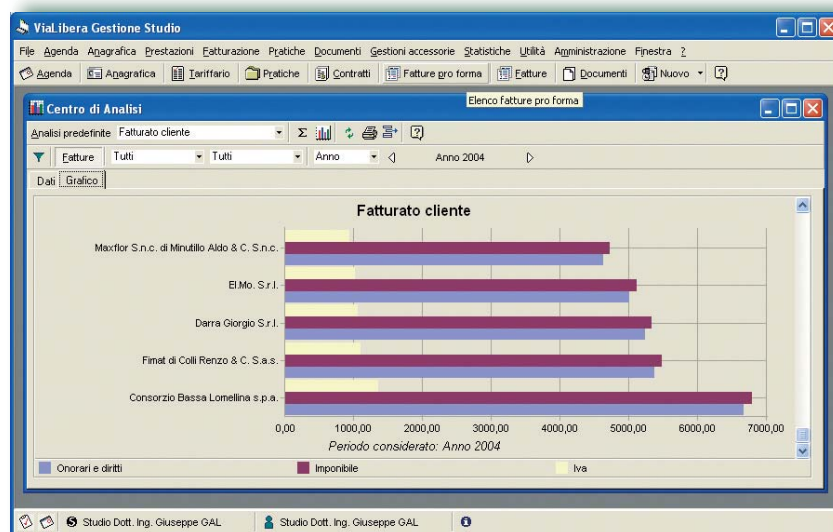 ViaLibera Gestione Studio
File Agenda Anagrafica Prestazioni Fatturazione Pratiche Documenti Gestioni accessorie Statistiche Utilità Amministrazione Finestra ?
Agenda Anagrafica Tariffario Pratiche Contratti Fatture pro forma Fatture Documenti Nuovo
Elenco fatture pro forma
Centro di Analisi
Analisi predefinite Fatturato cliente
Fatture Tutti Tutti Anno Anno 2004
Dati Grafico
Fatturato cliente
Maxflor S.n.c. di Minutillo Aldo & C. S.n.c.
El.Mo. S.r.l.
Darra Giorgio S.r.l.
Fimat di Colli Renzo & C. S.a.s.
Consorzio Bassa Lomellina s.p.a.
0,00 1000,00 2000,00 3000,00 4000,00 5000,00 6000,00 7000,00
Periodo considerato: Anno 2004
Onorari e diritti Imponibile Iva
Studio Dott. Ing. Giuseppe GAL Studio Dott. Ing. Giuseppe GAL